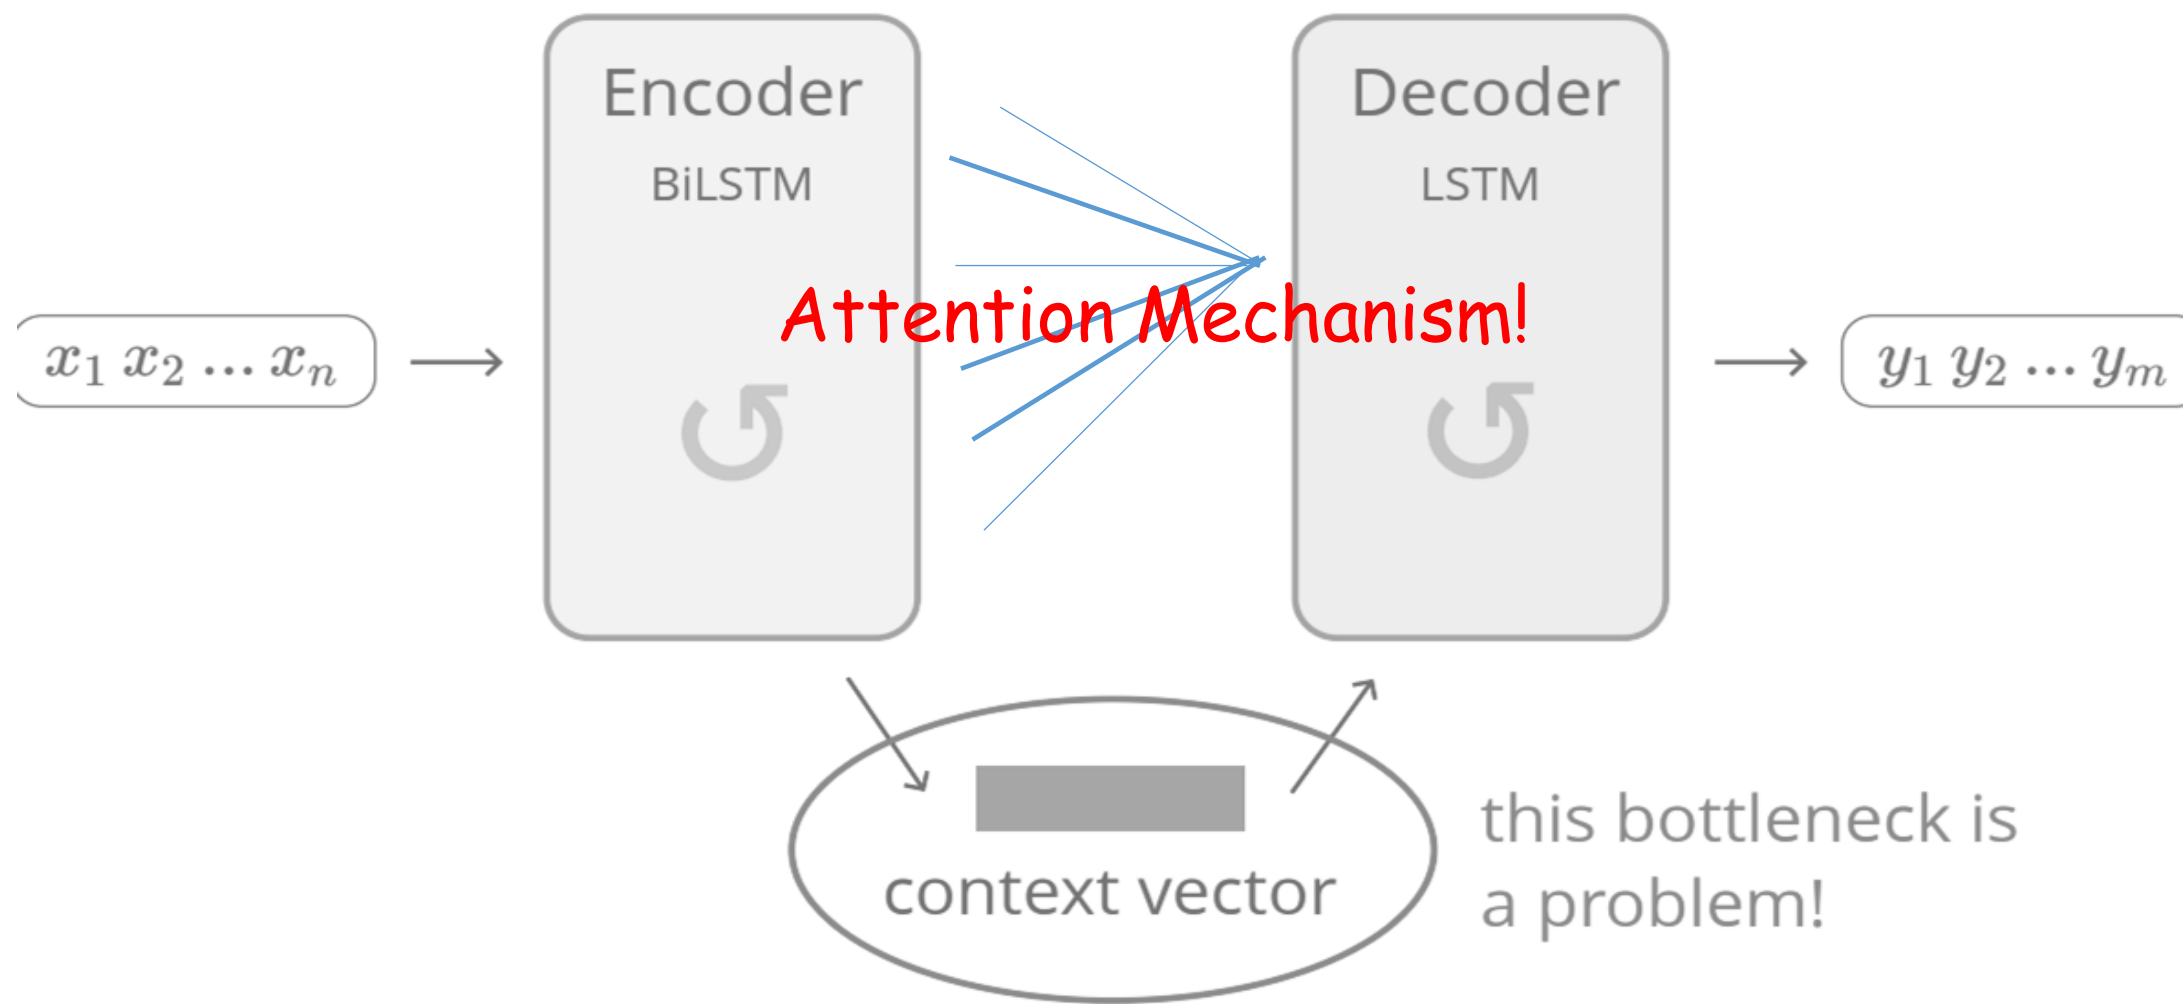 Encoder
BiLSTM
Decoder
LSTM
Attention Mechanism!
x₁ x₂ ... xₙ
y₁ y₂ ... yₘ
context vector
this bottleneck is
a problem!